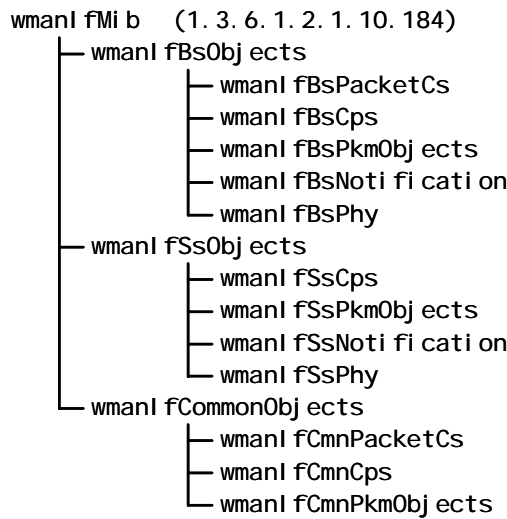 wmanIfMib (1.3.6.1.2.1.10.184)
wmanIfBsObjects
wmanIfBsPacketCs
wmanIfBsCps
wmanIfBsPkmObjects
wmanIfBsNotification
wmanIfBsPhy
wmanIfSsObjects
wmanIfSsCps
wmanIfSsPkmObjects
wmanIfSsNotification
wmanIfSsPhy
wmanIfCommonObjects
wmanIfCmnPacketCs
wmanIfCmnCps
wmanIfCmnPkmObjects